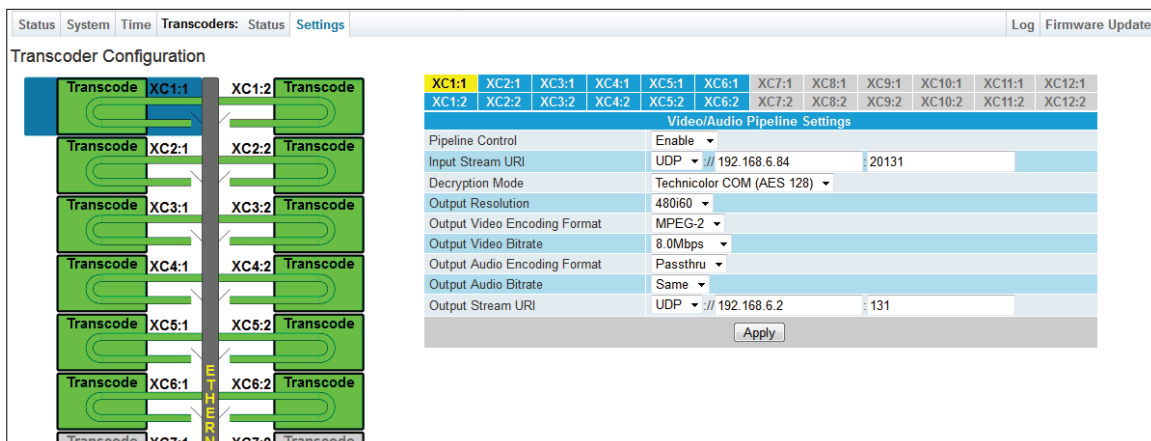 Status System Time Transcoders: Status Settings Log Firmware Update
Transcoder Configuration
Transcode XC1:1 XC1:2 Transcode
Transcode XC2:1 XC2:2 Transcode
Transcode XC3:1 XC3:2 Transcode
Transcode XC4:1 XC4:2 Transcode
Transcode XC5:1 XC5:2 Transcode
Transcode XC6:1 XC6:2 Transcode
Transcode XC7:1 XC7:2 Transcode
ETHERN
XC1:1 XC2:1 XC3:1 XC4:1 XC5:1 XC6:1 XC7:1 XC8:1 XC9:1 XC10:1 XC11:1 XC12:1
XC1:2 XC2:2 XC3:2 XC4:2 XC5:2 XC6:2 XC7:2 XC8:2 XC9:2 XC10:2 XC11:2 XC12:2
Video/Audio Pipeline Settings
Pipeline Control Enable
Input Stream URI UDP :// 192.168.6.84 : 20131
Decryption Mode Technicolor COM (AES 128)
Output Resolution 480i60
Output Video Encoding Format MPEG-2
Output Video Bitrate 8.0Mbps
Output Audio Encoding Format Passthru
Output Audio Bitrate Same
Output Stream URI UDP :// 192.168.6.2 : 131
Apply